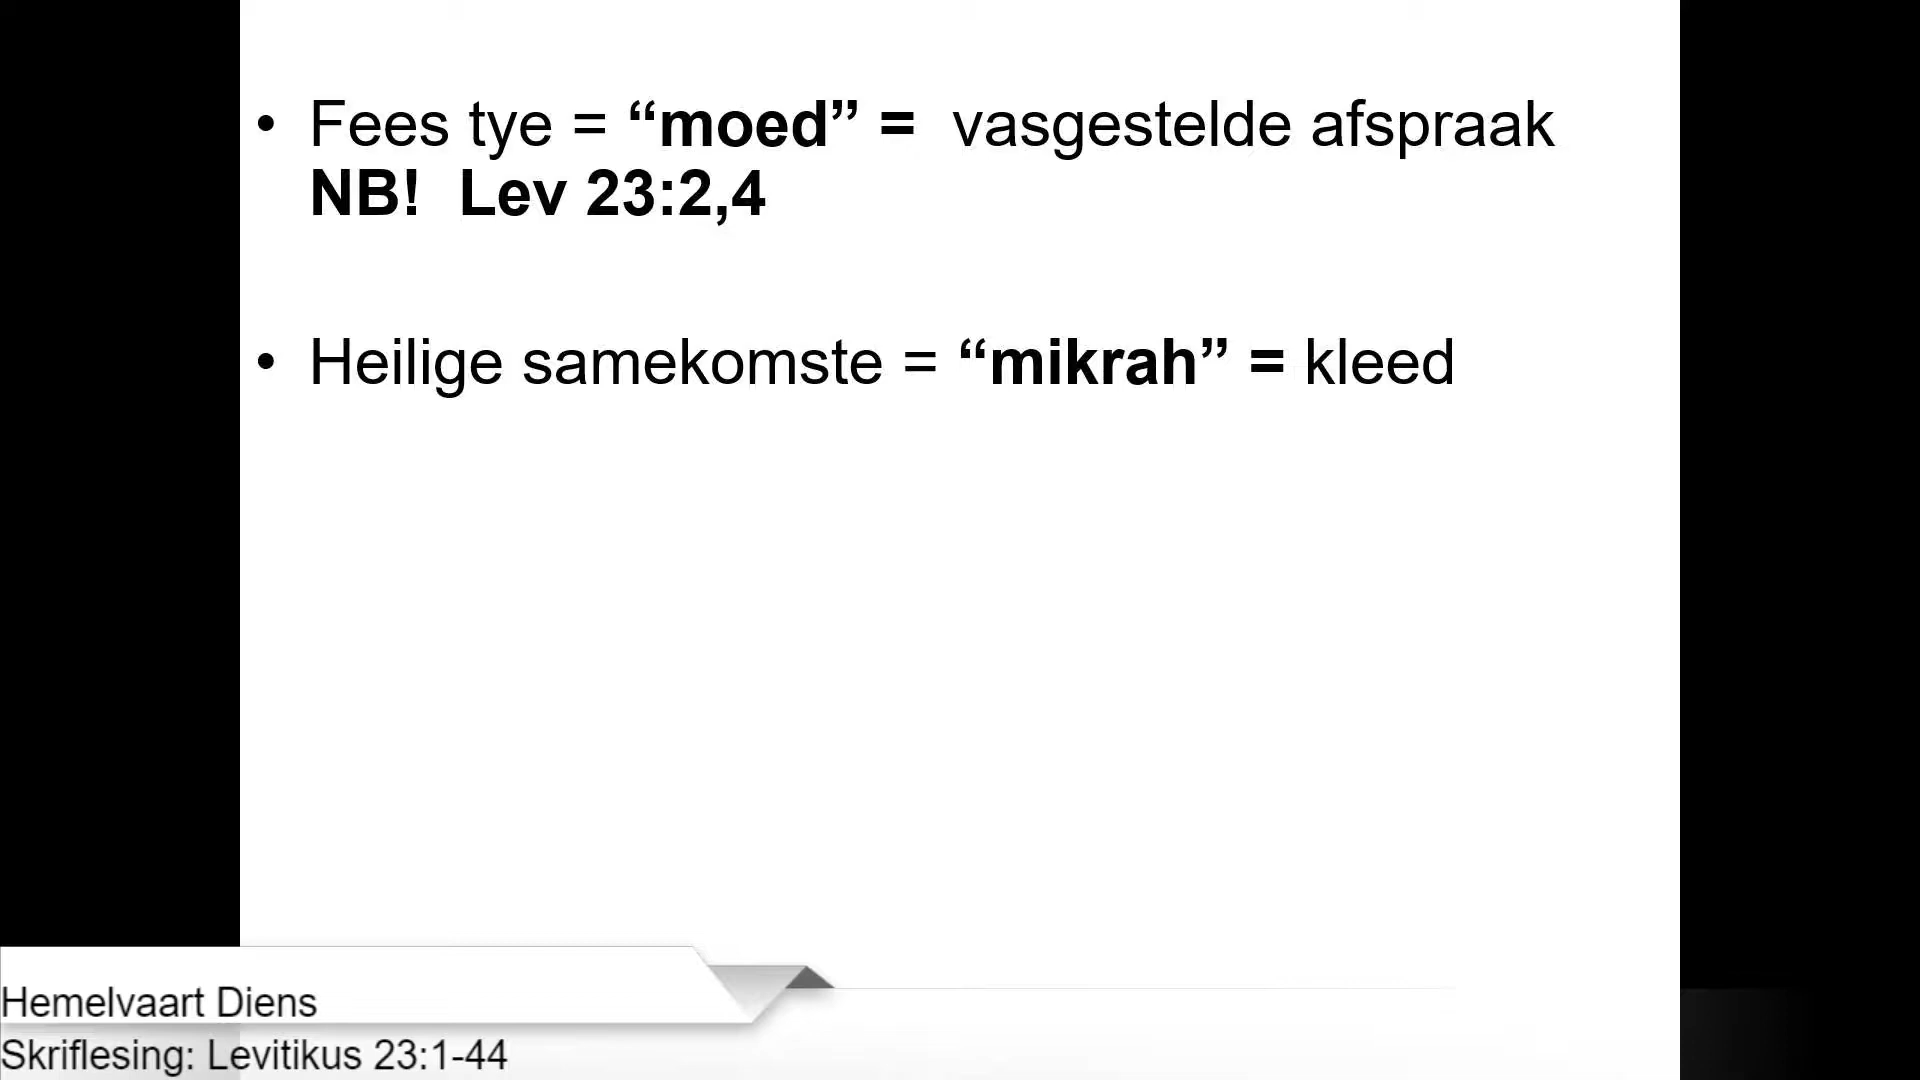 • Fees tye = “moed” = vasgestelde afspraak
NB! Lev 23:2,4
• Heilige samekomste = “mikrah” = kleed
Hemelvaart Diens
Skriflesing: Levitikus 23:1-44